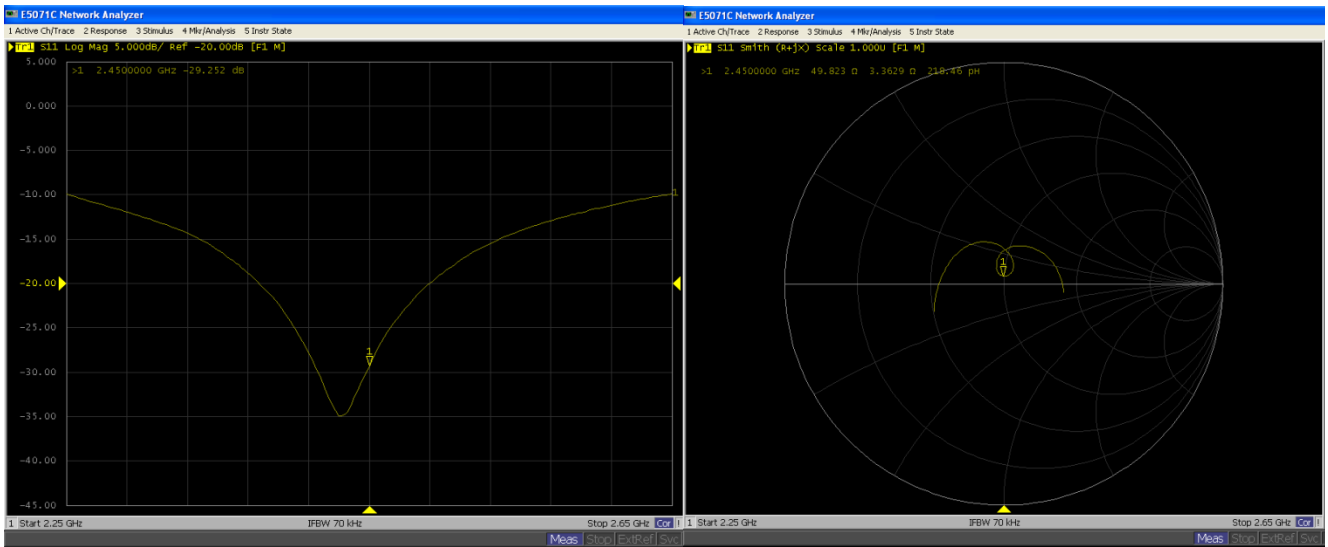 E5071C Network Analyzer
1 Active Ch/Trace 2 Response 3 Stimulus 4 Mkr/Analysis 5 Instr State
Tr1 S11 Log Mag 5.000dB/ Ref -20.00dB [F1 M]
5.000
>1 2.4500000 GHz -29.252 dB
0.000
-5.000
-10.00
1
-15.00
-20.00
-25.00
1
-30.00
-35.00
-40.00
-45.00
1 Start 2.25 GHz IFBW 70 kHz Stop 2.65 GHz Cor !
Meas Stop ExtRef Svc
E5071C Network Analyzer
1 Active Ch/Trace 2 Response 3 Stimulus 4 Mkr/Analysis 5 Instr State
Tr1 S11 Smith (R+jX) Scale 1.000U [F1 M]
>1 2.4500000 GHz 49.823 Ω 3.3629 Ω 218.46 pH
1
1 Start 2.25 GHz IFBW 70 kHz Stop 2.65 GHz Cor !
Meas Stop ExtRef Svc